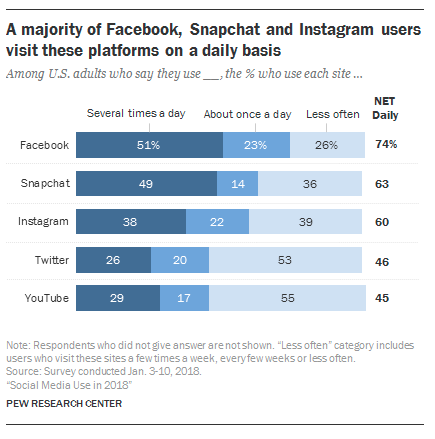 A majority of Facebook, Snapchat and Instagram users
visit these platforms on a daily basis
Among U.S. adults who say they use __, the % who use each site ...
NET
Several times a day About once a day Less often Daily
Facebook 51% 23% 26% 74%
Snapchat 49 14 36 63
Instagram 38 22 39 60
Twitter 26 20 53 46
YouTube 29 17 55 45
Note: Respondents who did not give answer are not shown. “Less often” category includes
users who visit these sites a few times a week, every few weeks or less often.
Source: Survey conducted Jan. 3-10, 2018.
“Social Media Use in 2018”
PEW RESEARCH CENTER